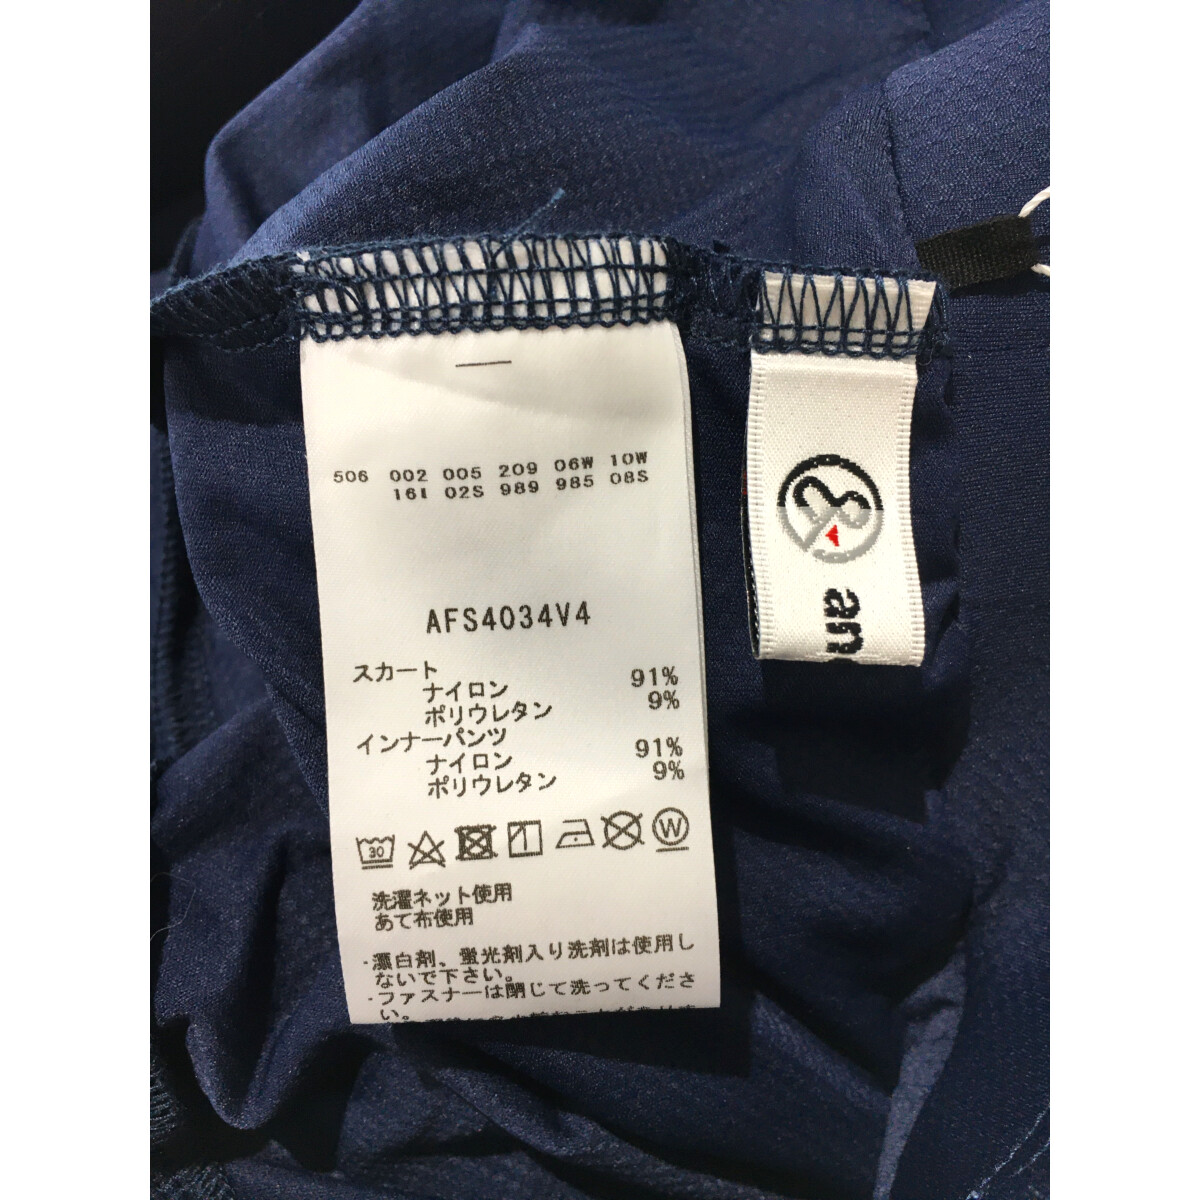 506 002 005 209 06W 10W
161 02S 989 985 08S
AFS4034V4
スカート
ナイロン 91%
ポリウレタン 9%
インナーパンツ
ナイロン 91%
ポリウレタン 9%
30
W
洗濯ネット使用
あて布使用
・漂白剤、蛍光剤入り洗剤は使用し
ないで下さい。
・ファスナーは閉じて洗ってくださ
い。
an